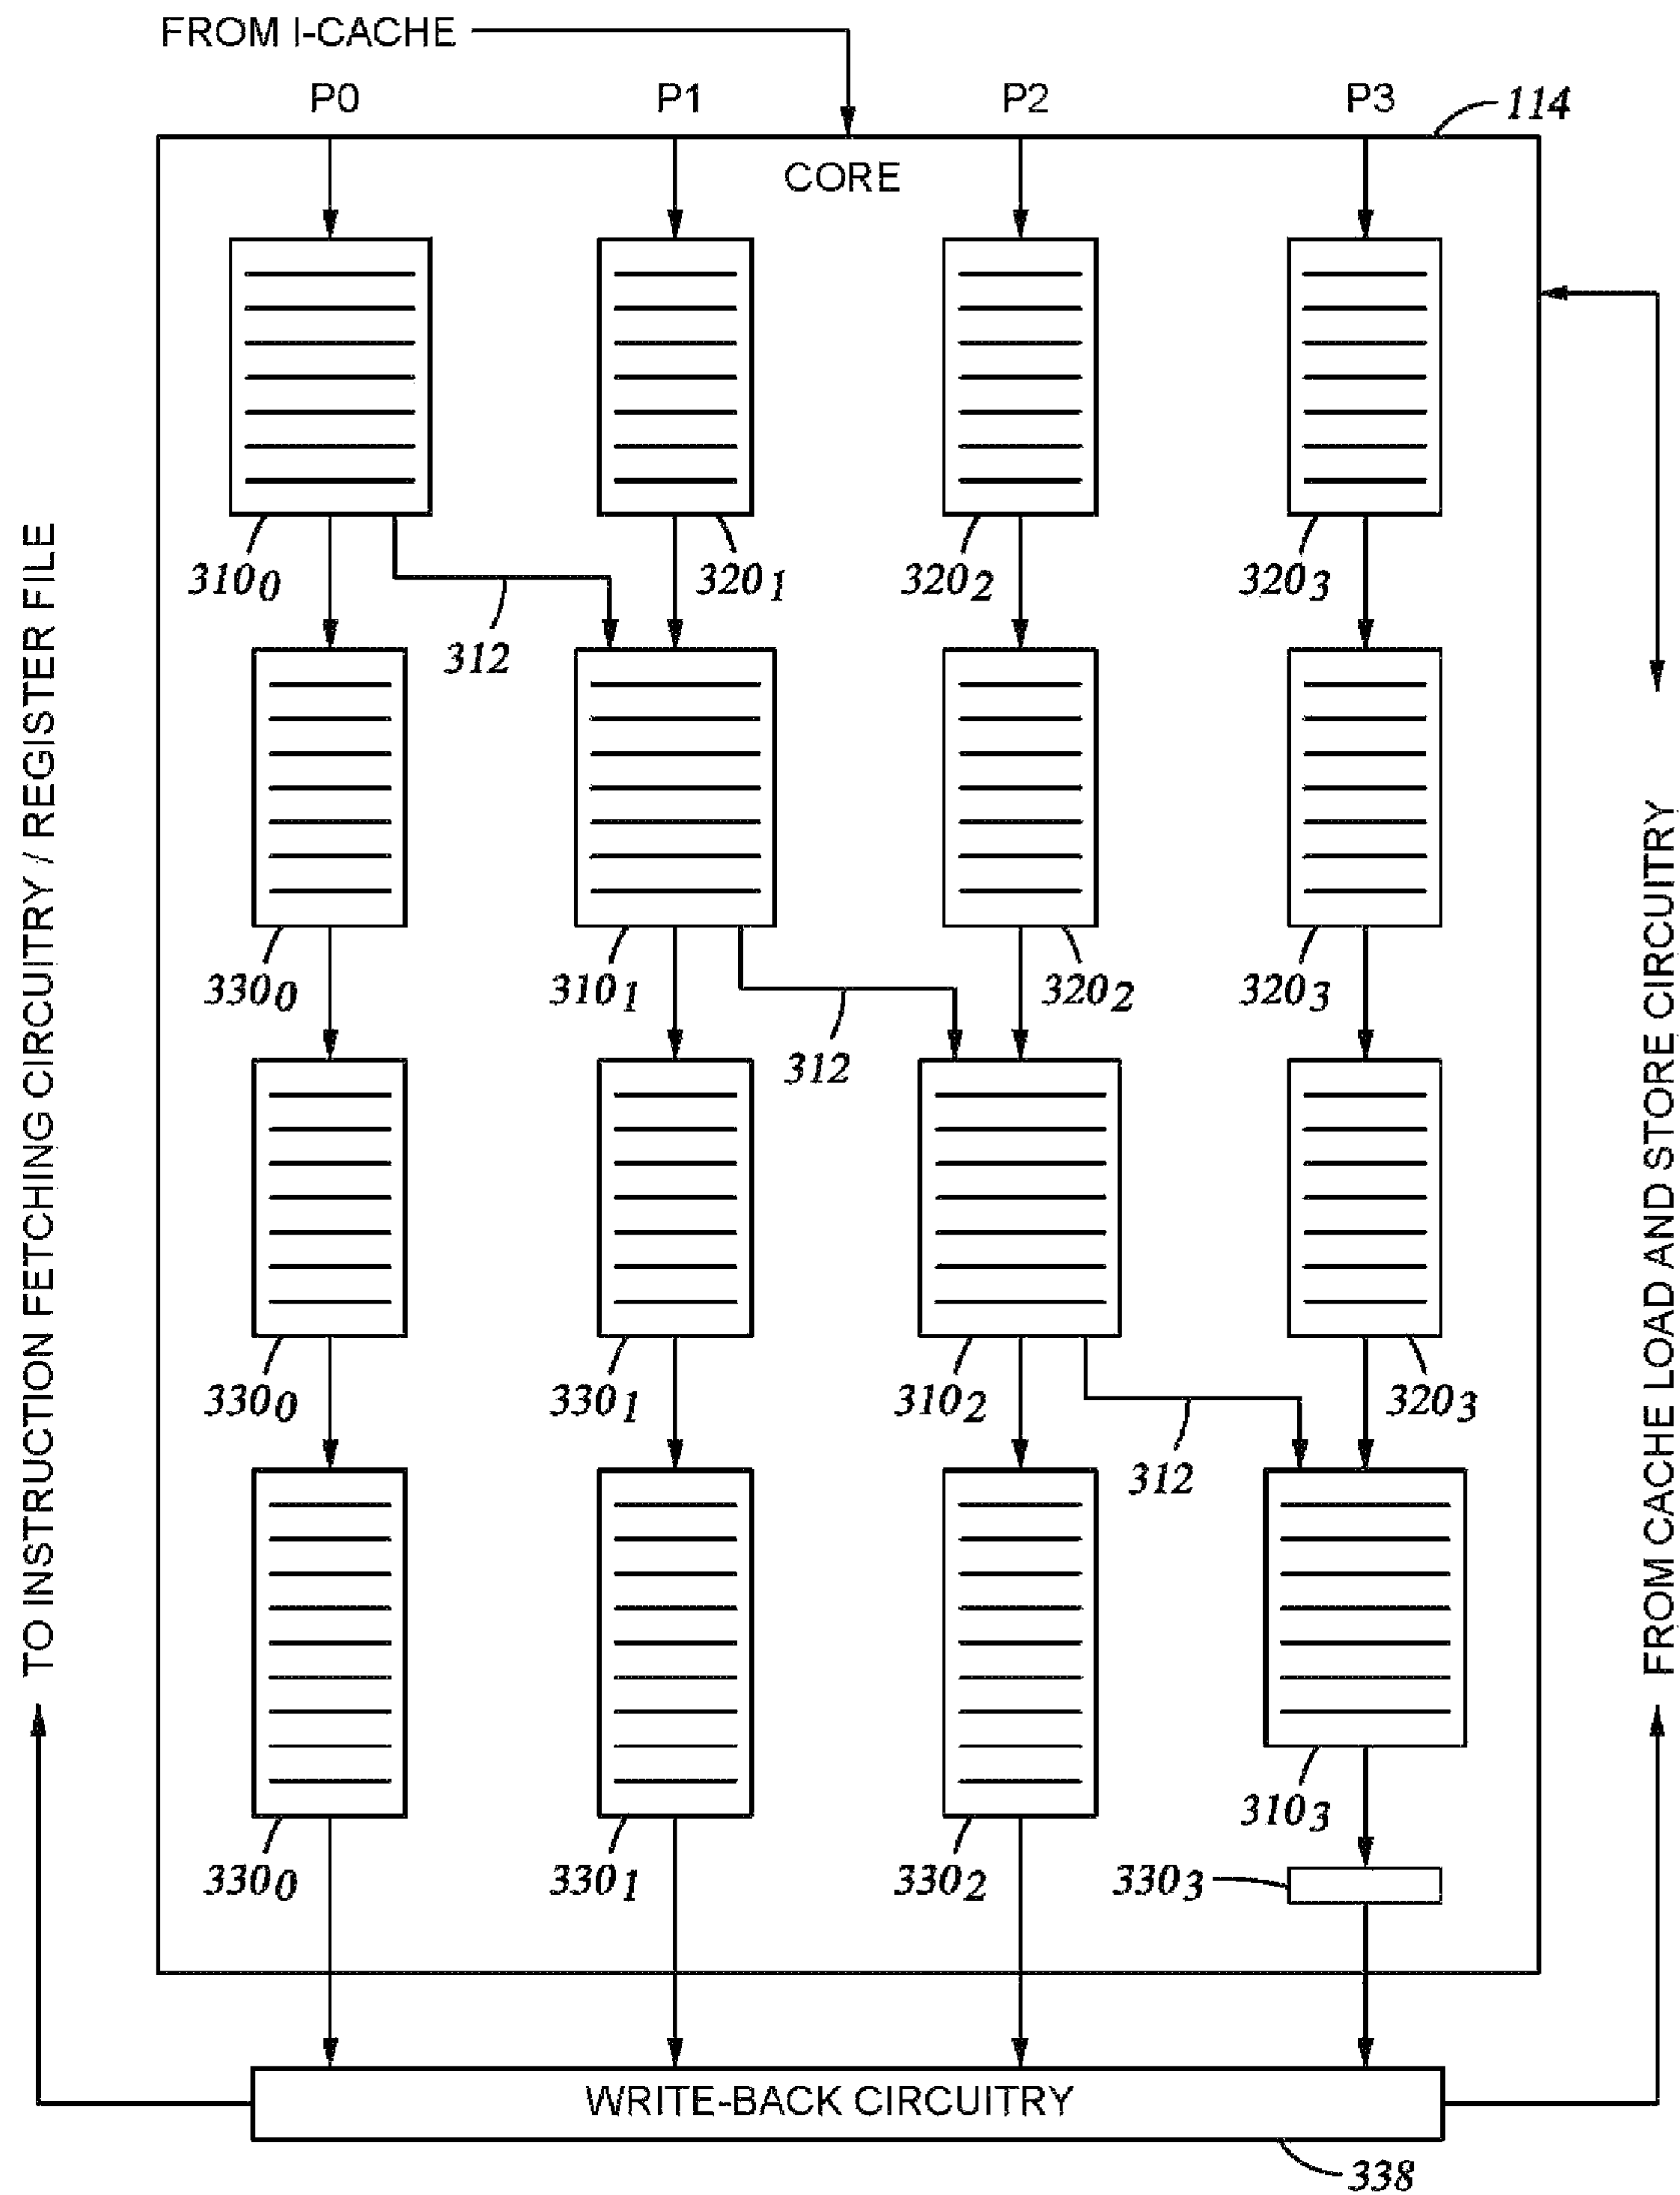 FROM I-CACHE
P0 P1 P2 P3
114
CORE
310₀ 320₁ 320₂ 320₃
312
330₀ 310₁ 320₂ 320₃
312
330₀ 330₁ 310₂ 320₃
312
310₃
330₀ 330₁ 330₂ 330₃
WRITE-BACK CIRCUITRY
338
TO INSTRUCTION FETCHING CIRCUITRY / REGISTER FILE
FROM CACHE LOAD AND STORE CIRCUITRY